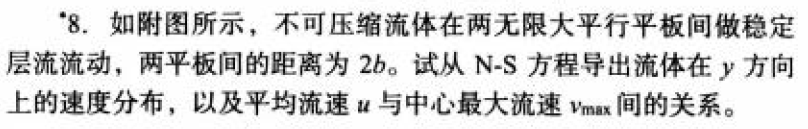 *8. 如附图所示，不可压缩流体在两无限大平行平板间做稳定
层流流动，两平板间的距离为 2b。试从 N-S 方程导出流体在 y 方向
上的速度分布，以及平均流速 u 与中心最大流速 vmax 间的关系。